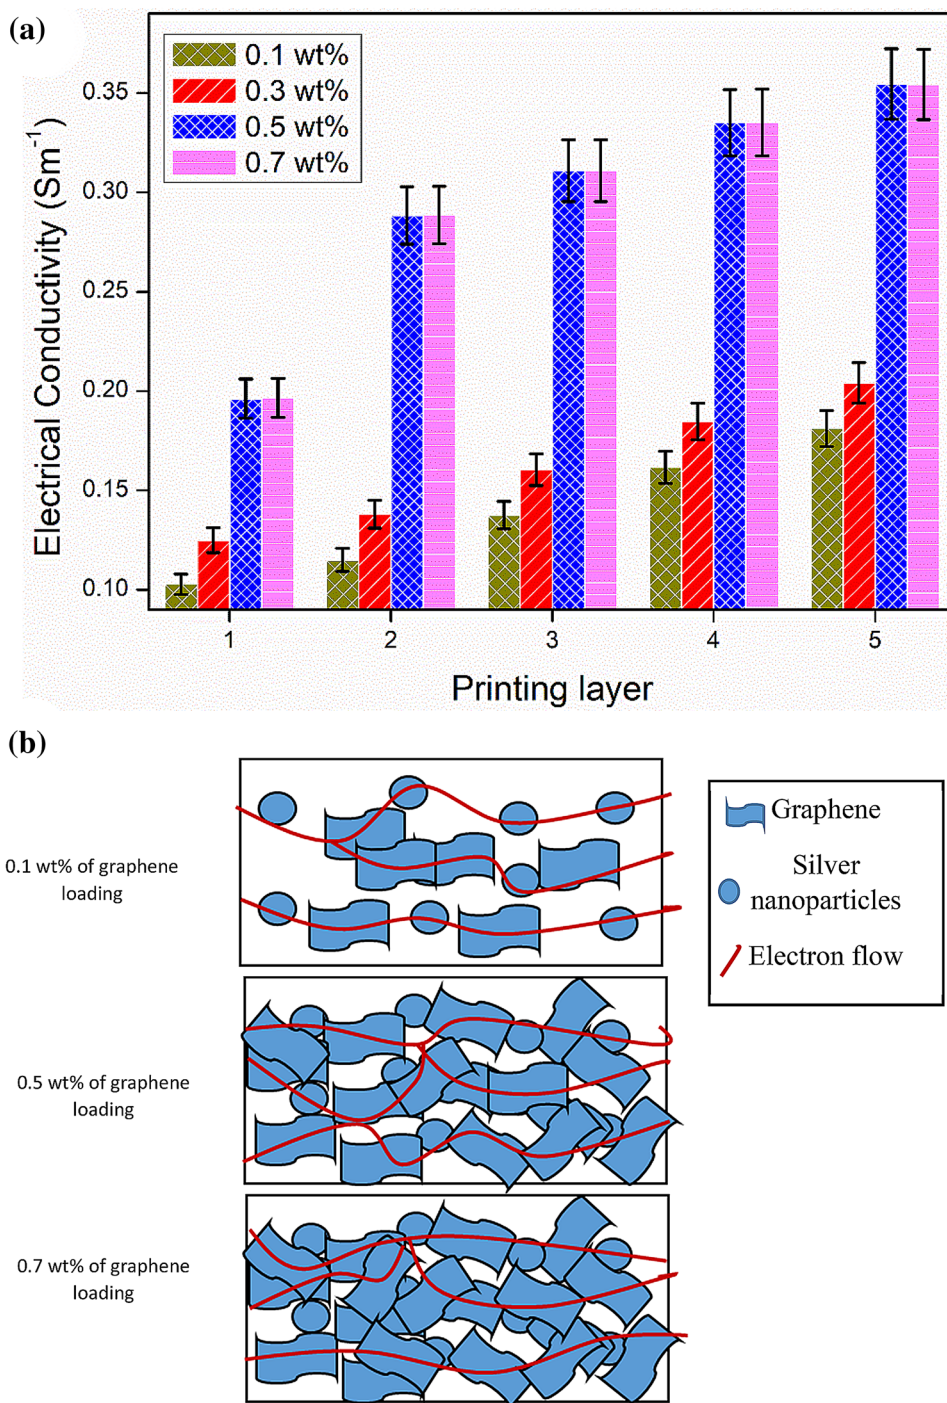 (a)
0.1 wt%
0.3 wt%
0.5 wt%
0.7 wt%
Electrical Conductivity (Sm⁻¹)
0.35
0.30
0.25
0.20
0.15
0.10
1 2 3 4 5
Printing layer
(b)
0.1 wt% of graphene
loading
Graphene
Silver
nanoparticles
Electron flow
0.5 wt% of graphene
loading
0.7 wt% of graphene
loading